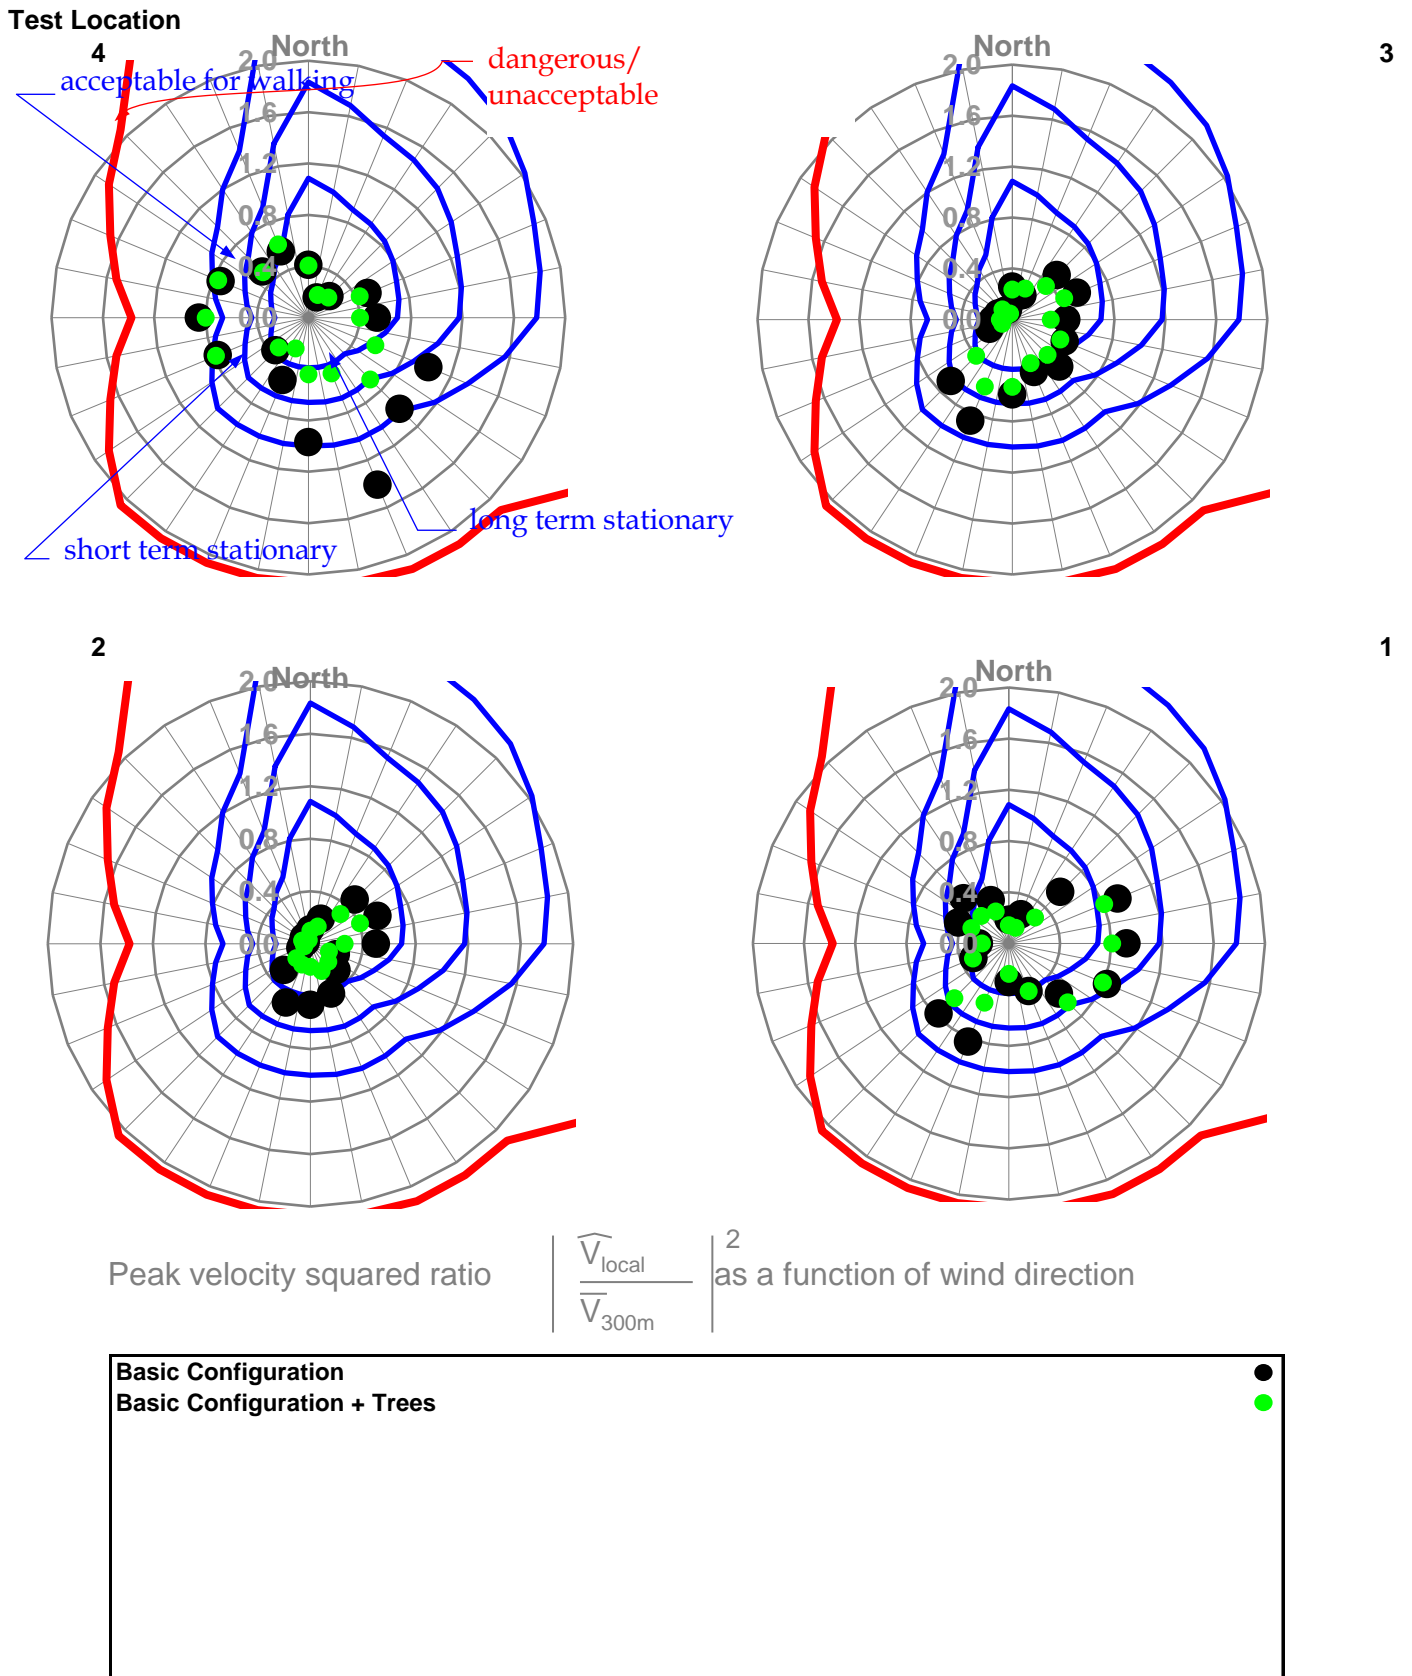 Test Location
4
North
3
North
dangerous/
unacceptable
acceptable for walking
2.0
1.6
1.2
0.8
0.4
0.0
2.0
1.6
1.2
0.8
0.4
0.0
long term stationary
short term stationary
2
North
1
North
2.0
1.6
1.2
0.8
0.4
0.0
2.0
1.6
1.2
0.8
0.4
0.0
Peak velocity squared ratio | V̂local / V̅300m |2 as a function of wind direction
Basic Configuration
Basic Configuration + Trees